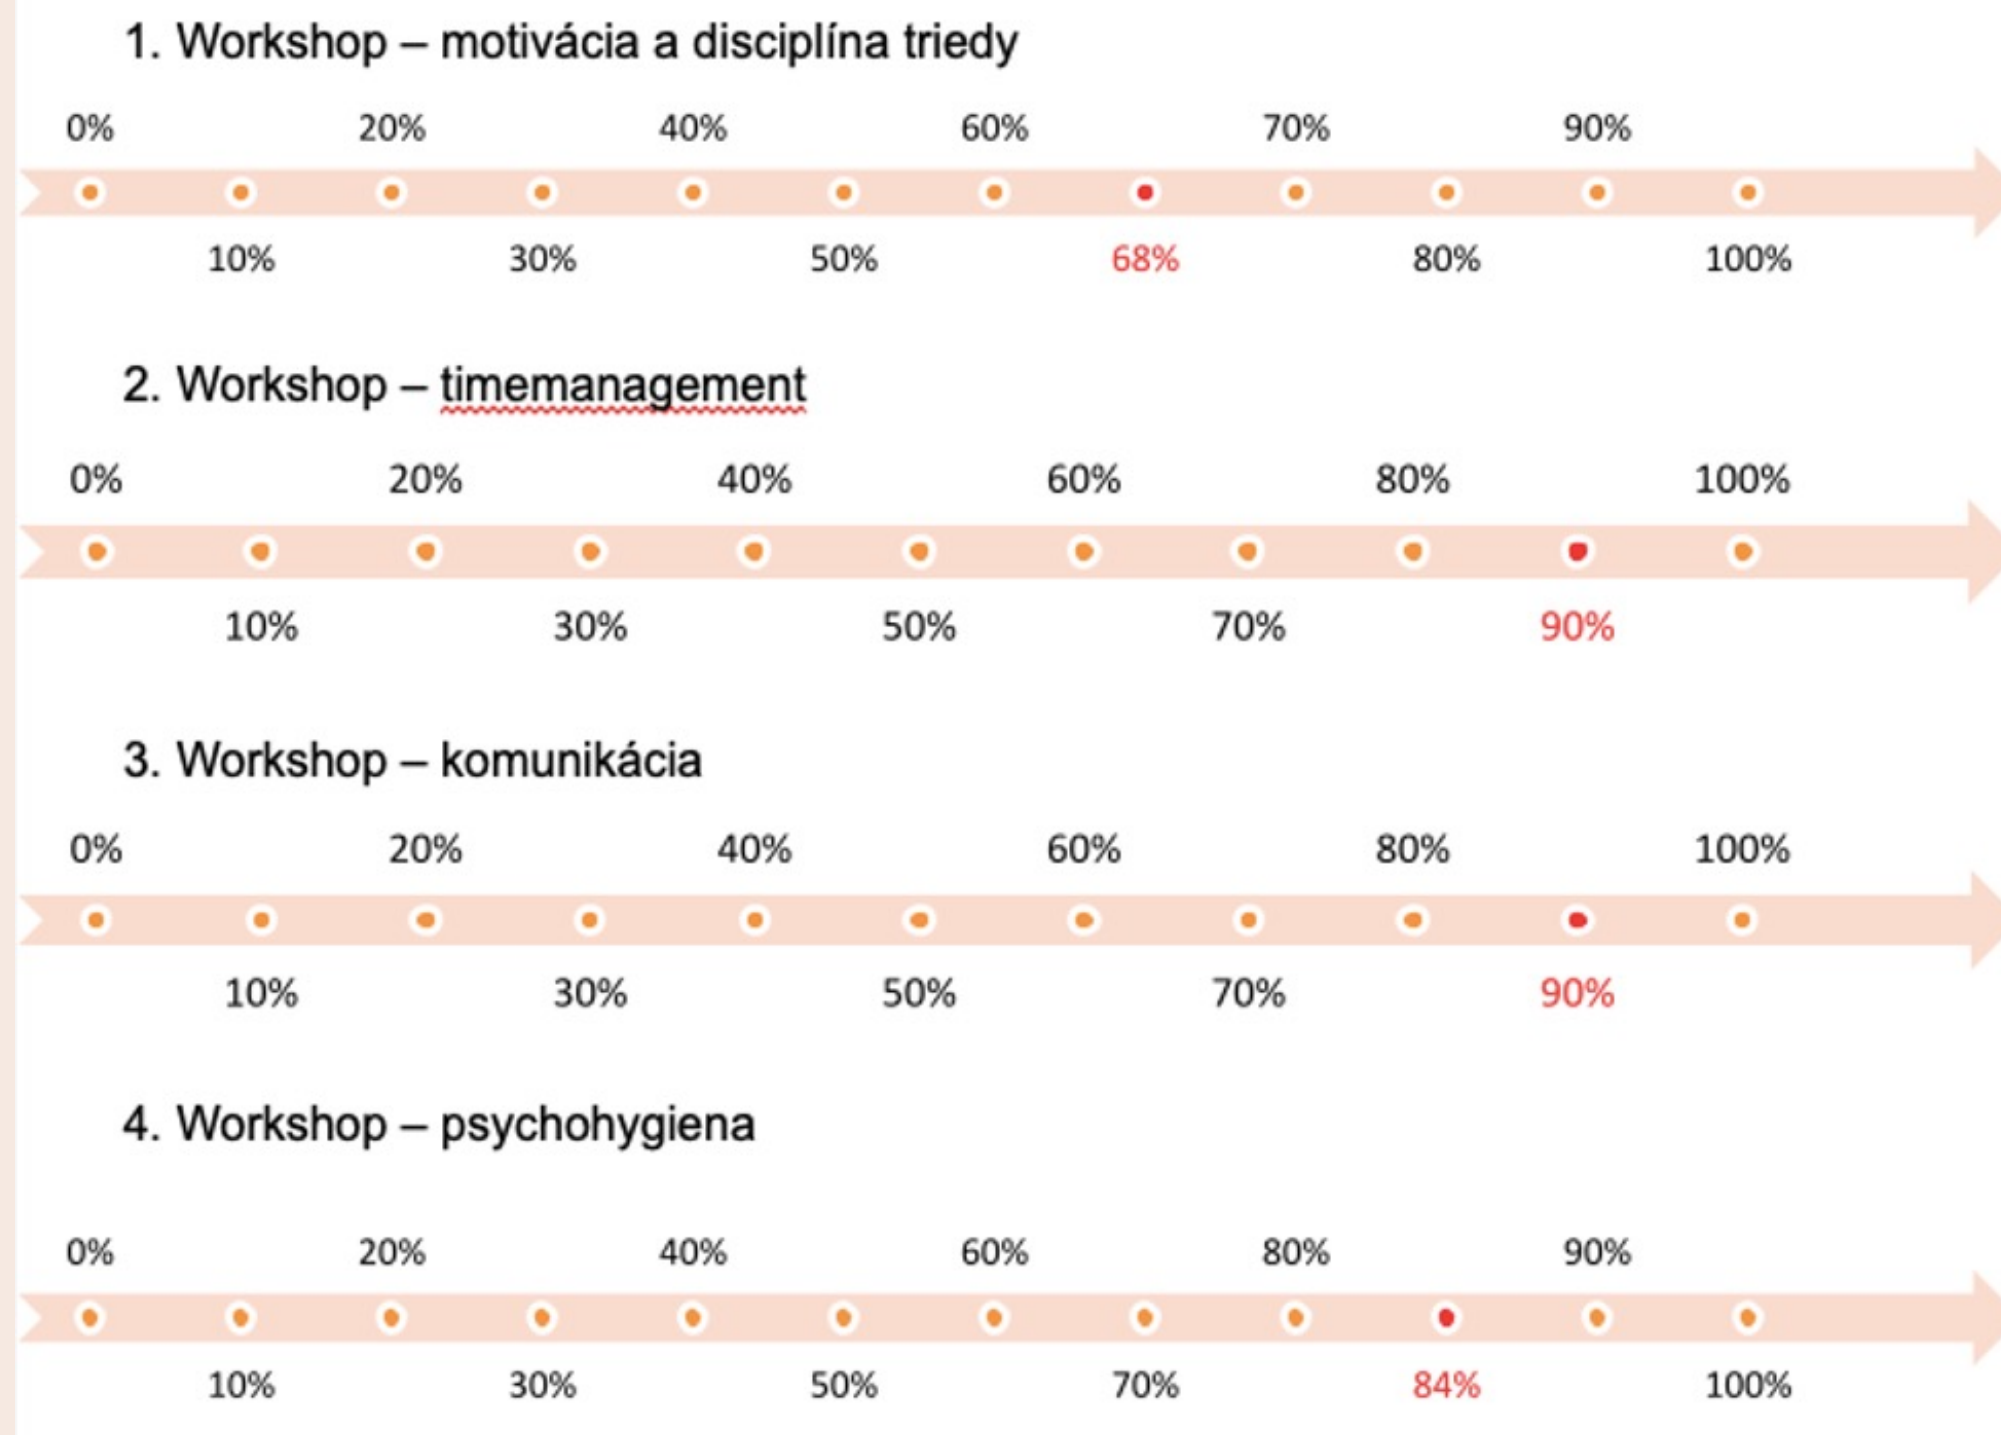 1. Workshop – motivácia a disciplína triedy
0% 20% 40% 60% 70% 90%
10% 30% 50% 68% 80% 100%
2. Workshop – timemanagement
0% 20% 40% 60% 80% 100%
10% 30% 50% 70% 90%
3. Workshop – komunikácia
0% 20% 40% 60% 80% 100%
10% 30% 50% 70% 90%
4. Workshop – psychohygiena
0% 20% 40% 60% 80% 90%
10% 30% 50% 70% 84% 100%